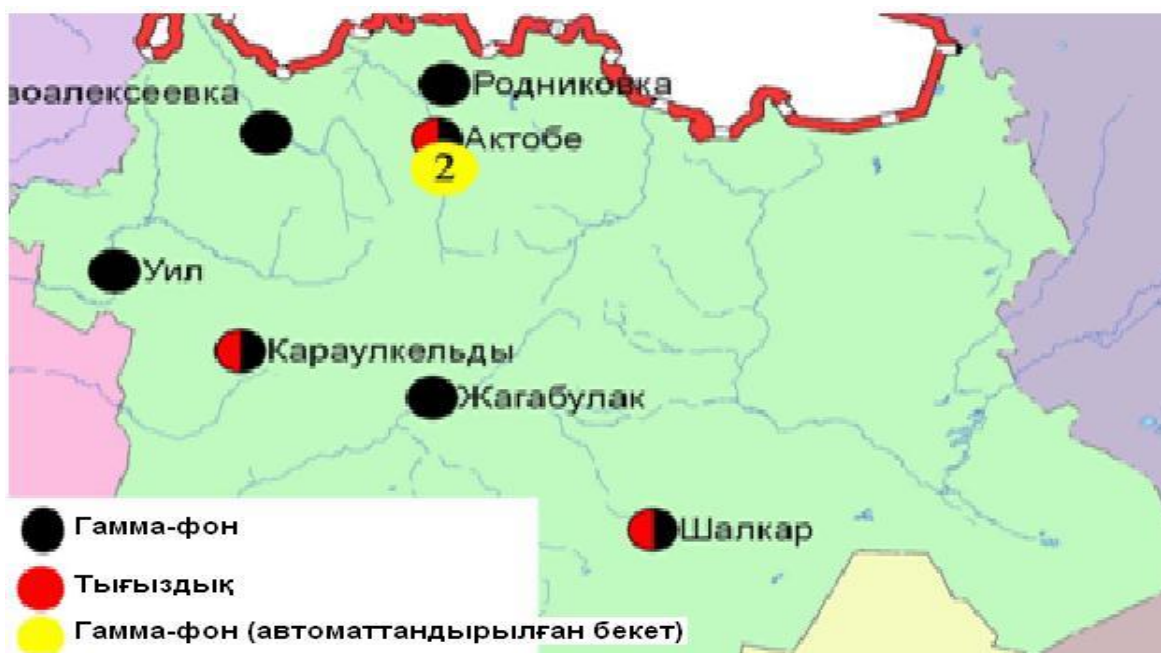 Родниковка
воалексеевка
Актобе
2
Уил
Караулкельды
Жагабулак
Шалкар
Гамма-фон
Тығыздық
Гамма-фон (автоматтандырылған бекет)